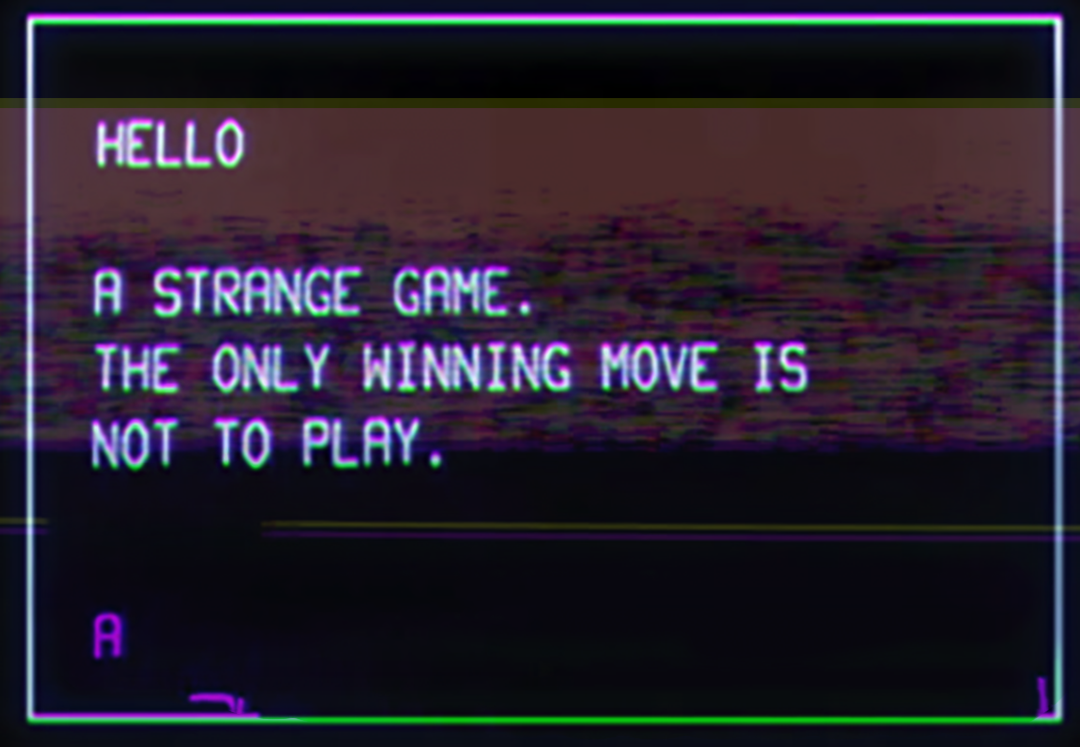 HELLO
A STRANGE GAME.
THE ONLY WINNING MOVE IS
NOT TO PLAY.
A